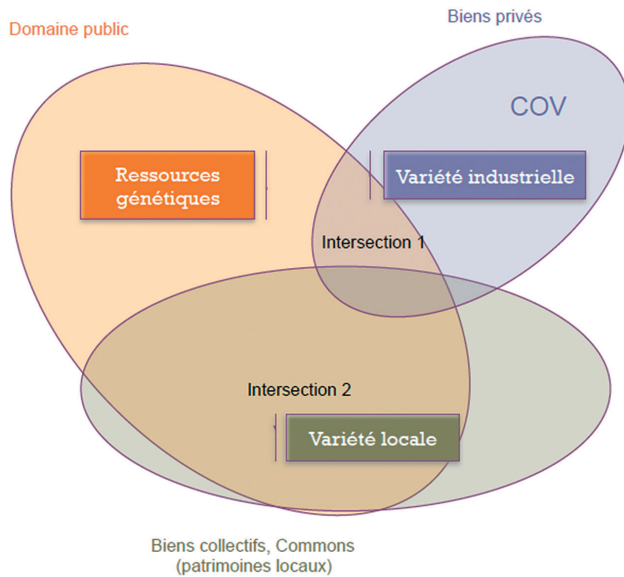 Biens privés
Domaine public
COV
Ressources
génétiques
Variété industrielle
Intersection 1
Intersection 2
Variété locale
Biens collectifs, Commons
(patrimoines locaux)